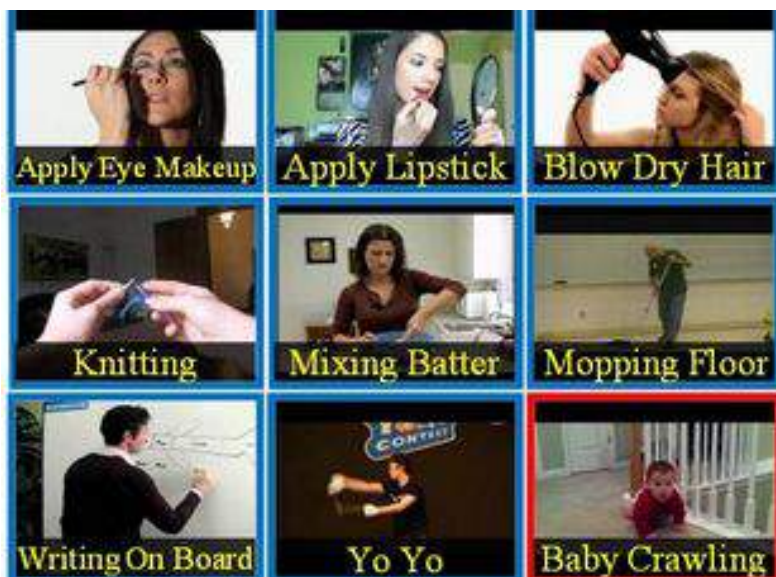 Apply Eye Makeup
Apply Lipstick
Blow Dry Hair
Knitting
Mixing Batter
Mopping Floor
Writing On Board
CONTEST
Yo Yo
Baby Crawling